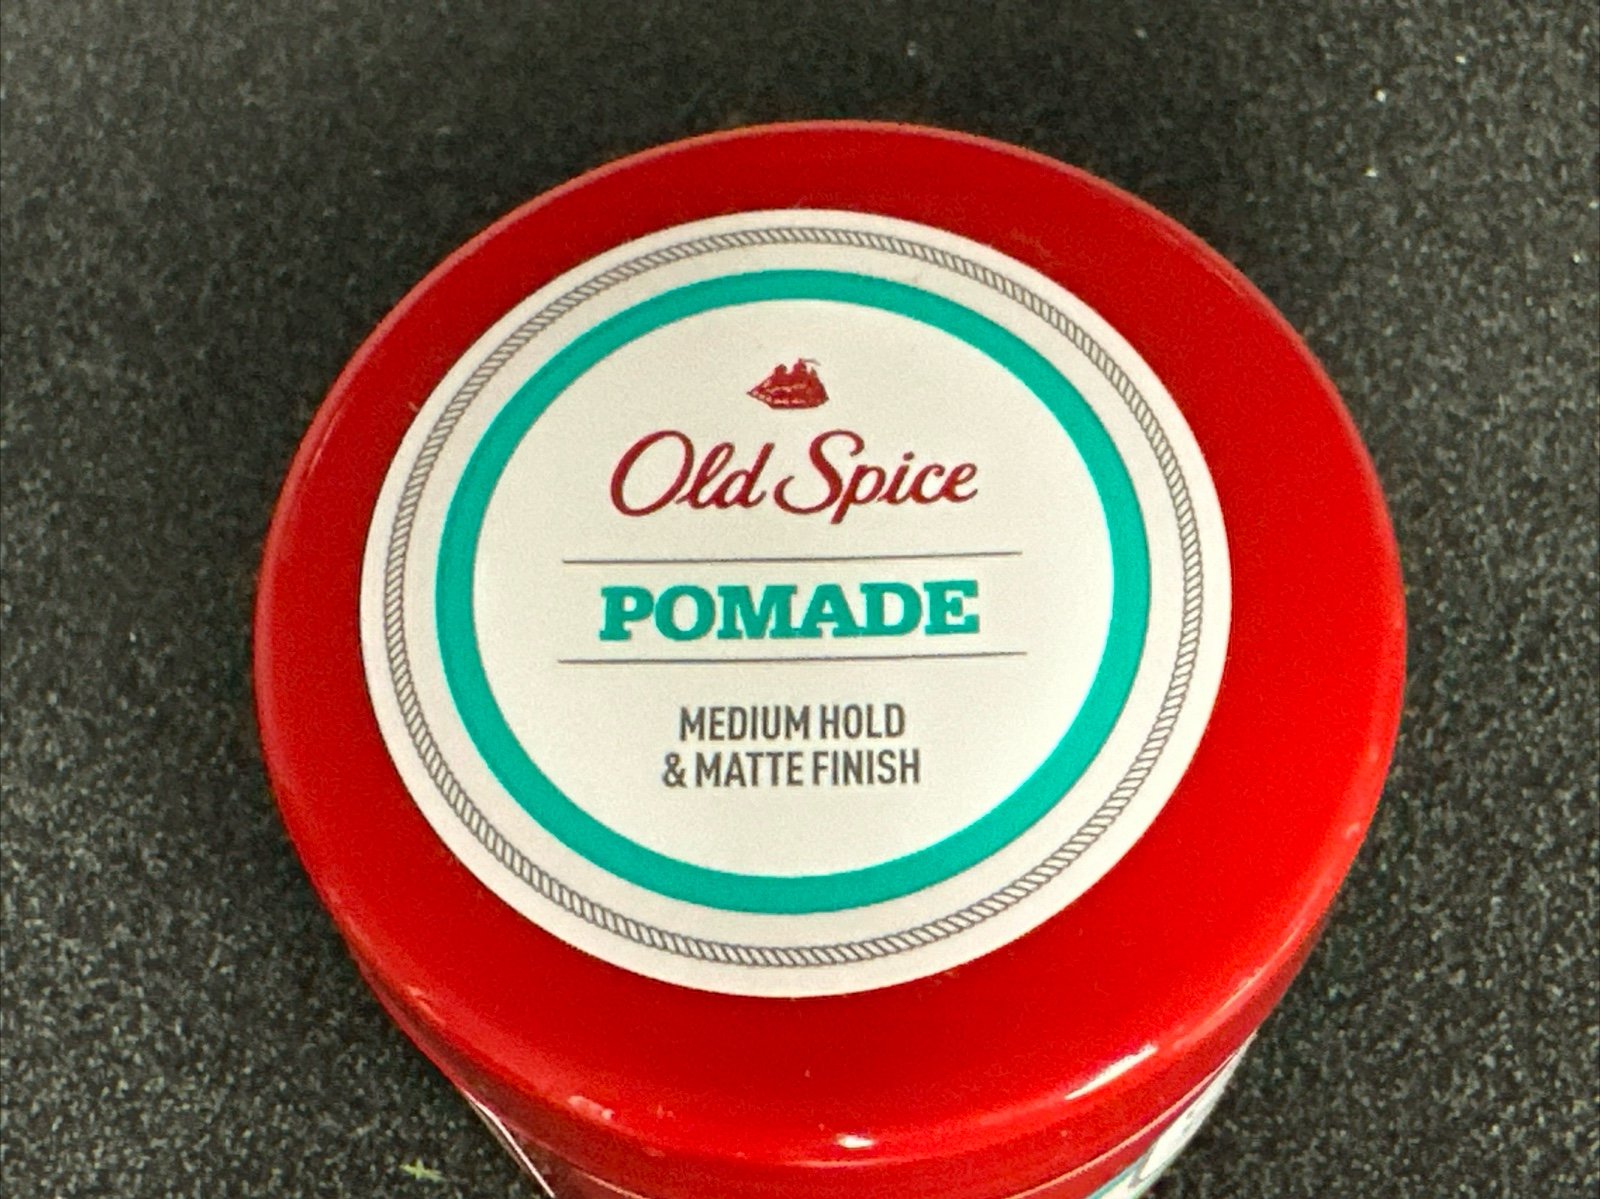 Old Spice
POMADE
MEDIUM HOLD
& MATTE FINISH